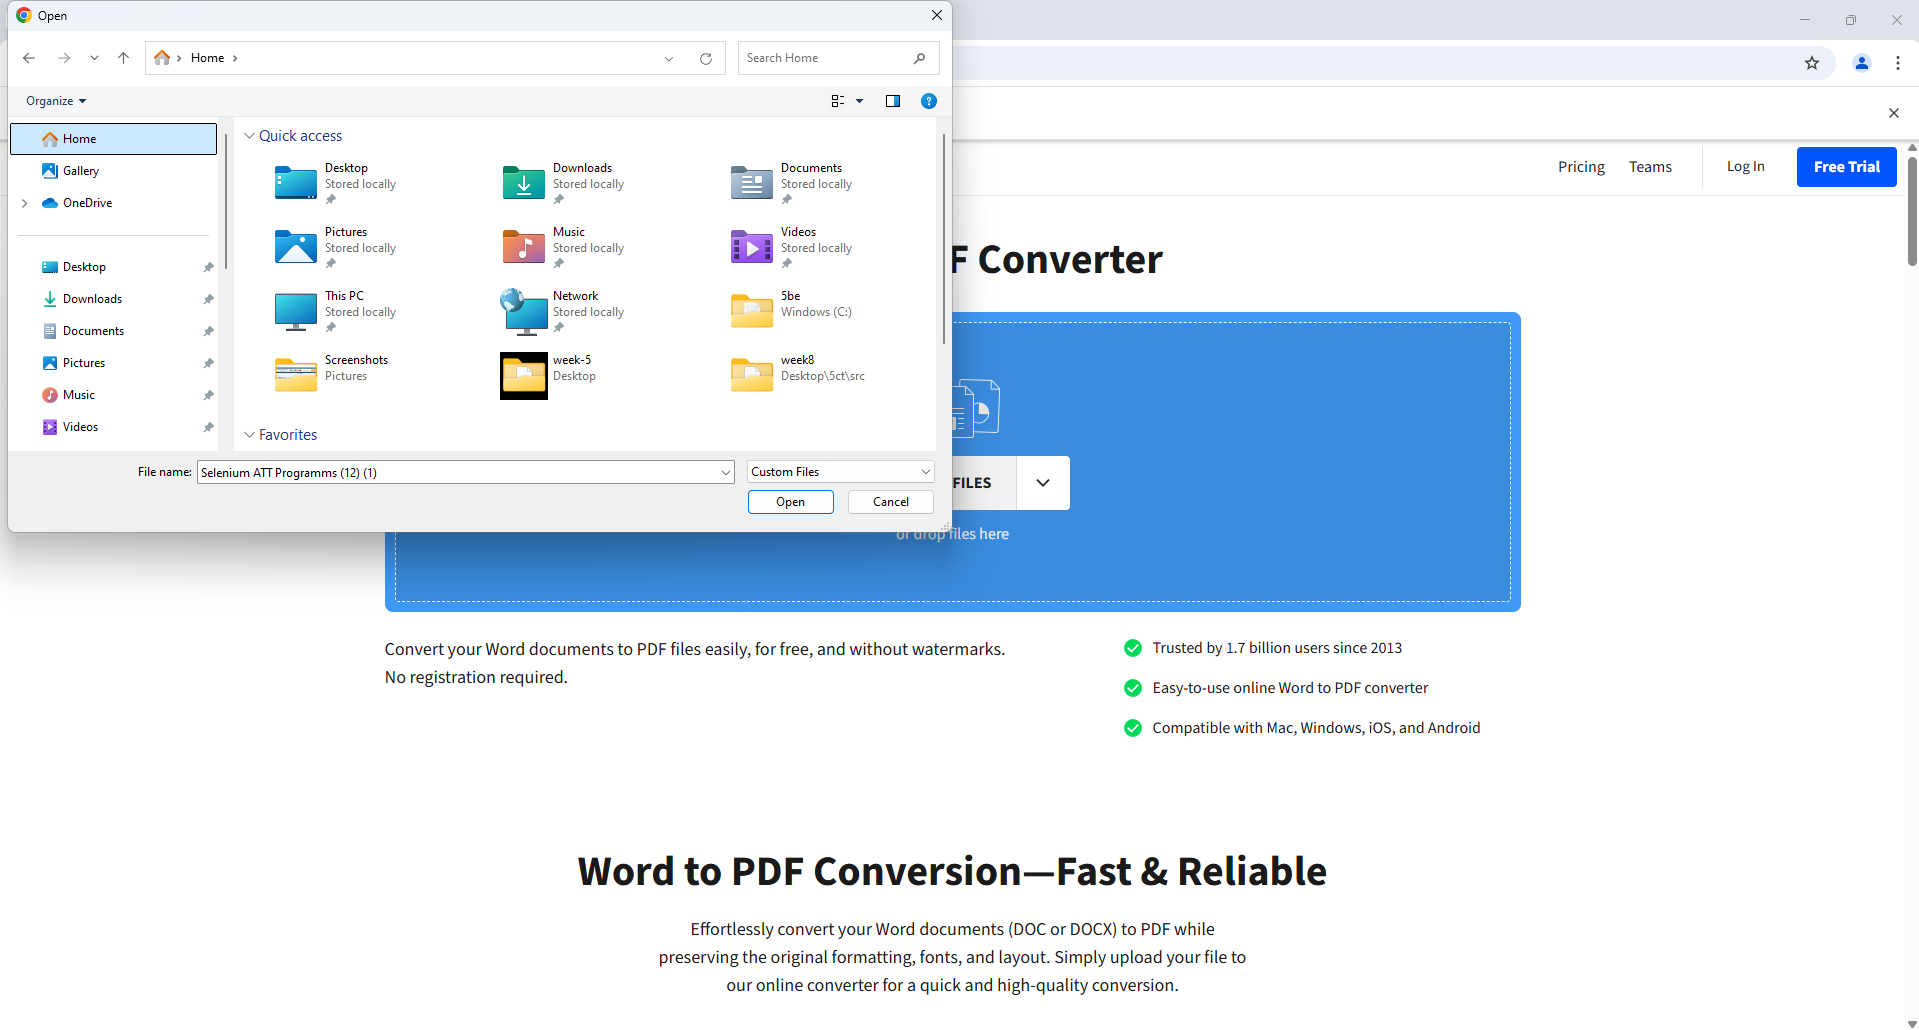 Open
Home
Search Home
Organize
Home
Gallery
OneDrive
Desktop
Downloads
Documents
Pictures
Music
Videos
Quick access
Desktop
Stored locally
Downloads
Stored locally
Documents
Stored locally
Pictures
Stored locally
Music
Stored locally
Videos
Stored locally
This PC
Stored locally
Network
Stored locally
5be
Windows (C:)
Screenshots
Pictures
week-5
Desktop
week8
Desktop\5ct\src
Favorites
File name: Selenium ATT Programms (12) (1)
Custom Files
Open Cancel
Pricing Teams Log In Free Trial
F Converter
FILES
or drop files here
Convert your Word documents to PDF files easily, for free, and without watermarks.
No registration required.
Trusted by 1.7 billion users since 2013
Easy-to-use online Word to PDF converter
Compatible with Mac, Windows, iOS, and Android
Word to PDF Conversion—Fast & Reliable
Effortlessly convert your Word documents (DOC or DOCX) to PDF while
preserving the original formatting, fonts, and layout. Simply upload your file to
our online converter for a quick and high-quality conversion.